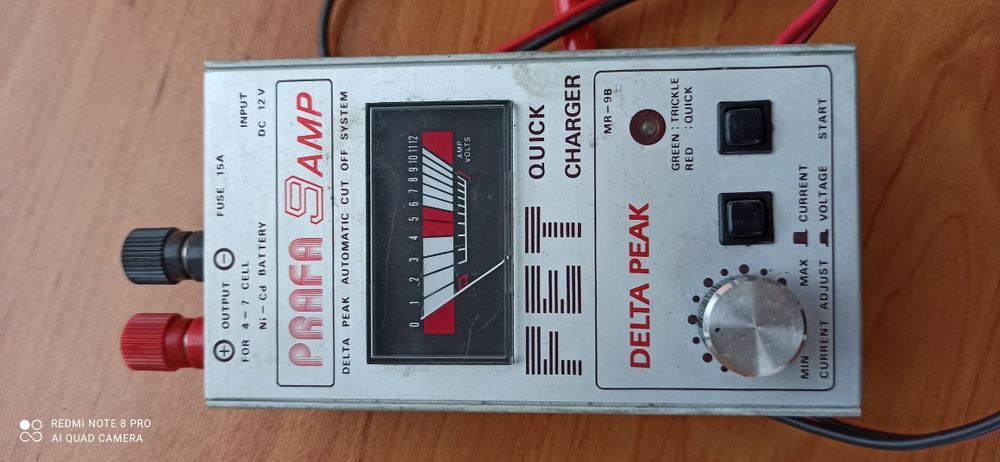 ⊕ OUTPUT ⊖
FUSE 15A
INPUT
FOR 4-7 CELL
Ni-Cd BATTERY
DC 12V
PRAFA 9AMP
DELTA PEAK AUTOMATIC CUT OFF SYSTEM
0 1 2 3 4 5 6 7 8 9 10 11 12
AMP
VOLTS
FET
QUICK
CHARGER
MR-9B
DELTA PEAK
GREEN : TRICKLE
RED : QUICK
MIN
MAX
CURRENT
CURRENT ADJUST
VOLTAGE
START
REDMI NOTE 8 PRO
AI QUAD CAMERA